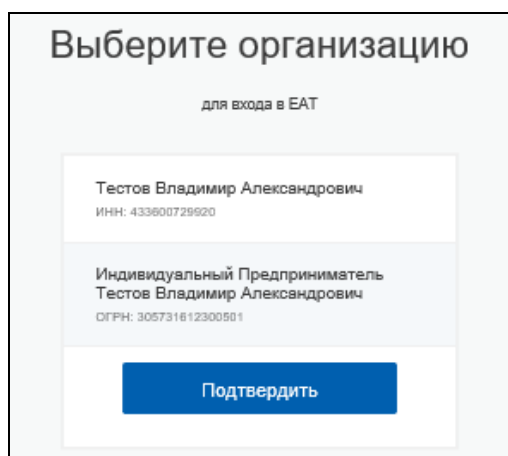 Выберите организацию
для входа в ЕАТ
Тестов Владимир Александрович
ИНН: 433600729920
Индивидуальный Предприниматель
Тестов Владимир Александрович
ОГРН: 305731612300501
Подтвердить